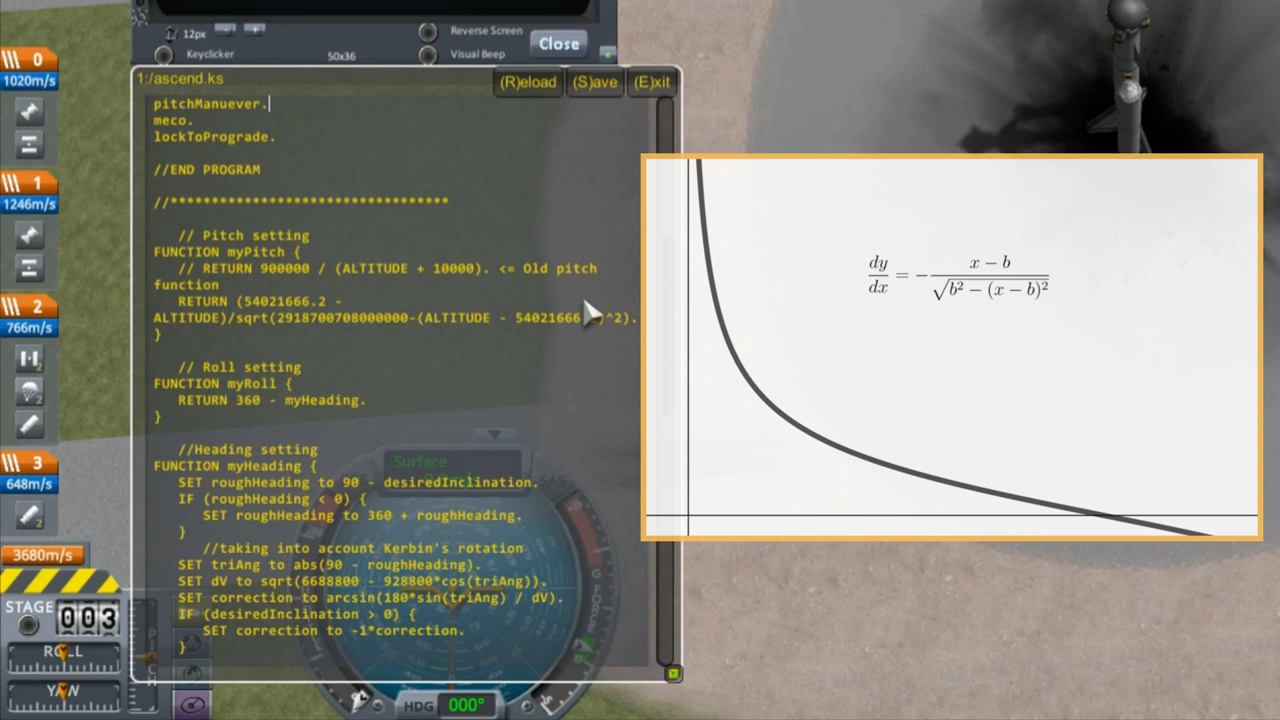 12px
Reverse Screen
Keyclicker
50x36
Visual Beep
Close
1:/ascend.ks
(R)eload
(S)ave
(E)xit
pitchManuever.
meco.
lockToPrograde.
//END PROGRAM
//**********************************
// Pitch setting
FUNCTION myPitch {
// RETURN 900000 / (ALTITUDE + 10000). <= Old pitch
function
RETURN (54021666.2 -
ALTITUDE)/sqrt(2918700708000000-(ALTITUDE - 54021666 )^2).
}
// Roll setting
FUNCTION myRoll {
RETURN 360 - myHeading.
}
//Heading setting
FUNCTION myHeading {
SET roughHeading to 90 - desiredInclination.
IF (roughHeading < 0) {
SET roughHeading to 360 + roughHeading.
}
//taking into account Kerbin's rotation
SET triAng to abs(90 - roughHeading).
SET dV to sqrt(6688800 - 928800*cos(triAng)).
SET correction to arcsin(180*sin(triAng) / dV).
IF (desiredInclination > 0) {
SET correction to -1*correction.
}
dy/dx = - (x - b)/√(b² - (x - b)²)
0
1020m/s
1
1246m/s
2
766m/s
2
2
3
648m/s
2
3680m/s
STAGE
003
ROLL
YAW
Surface
HDG 000°